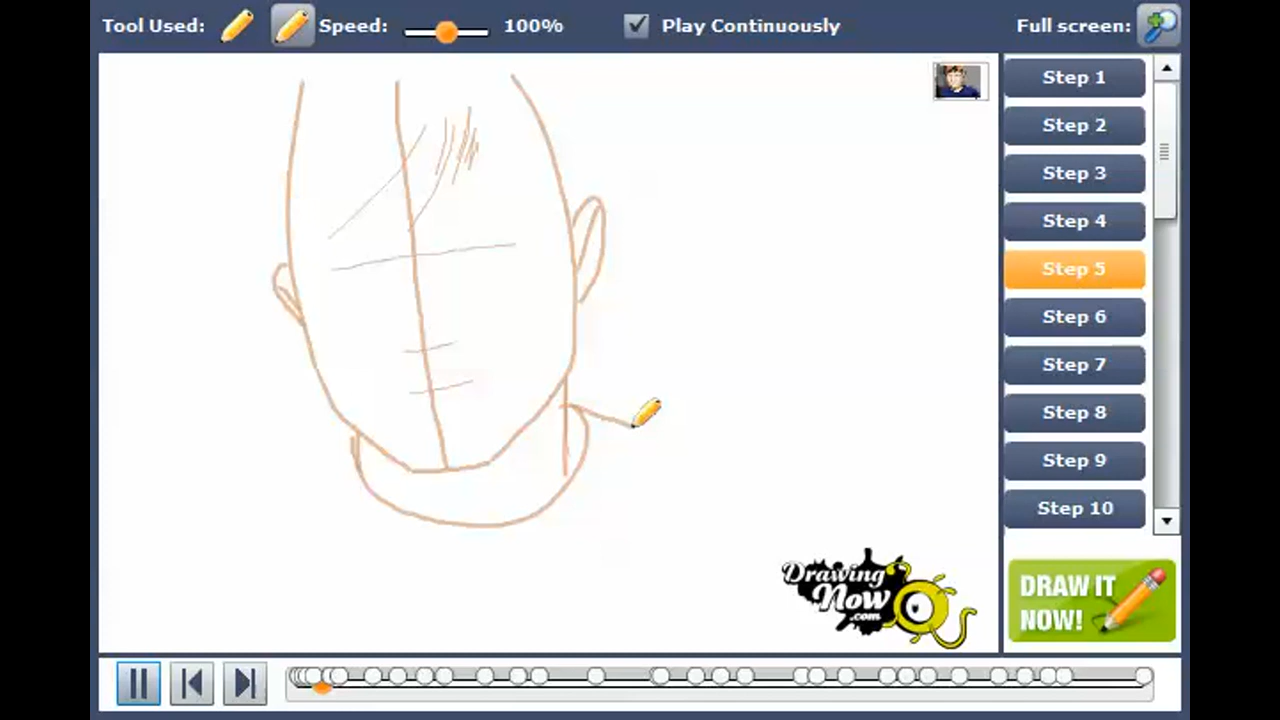 Tool Used:
Speed:
100%
Play Continuously
Full screen:
Step 1
Step 2
Step 3
Step 4
Step 5
Step 6
Step 7
Step 8
Step 9
Step 10
Drawing
Now
.com
DRAW IT
NOW!